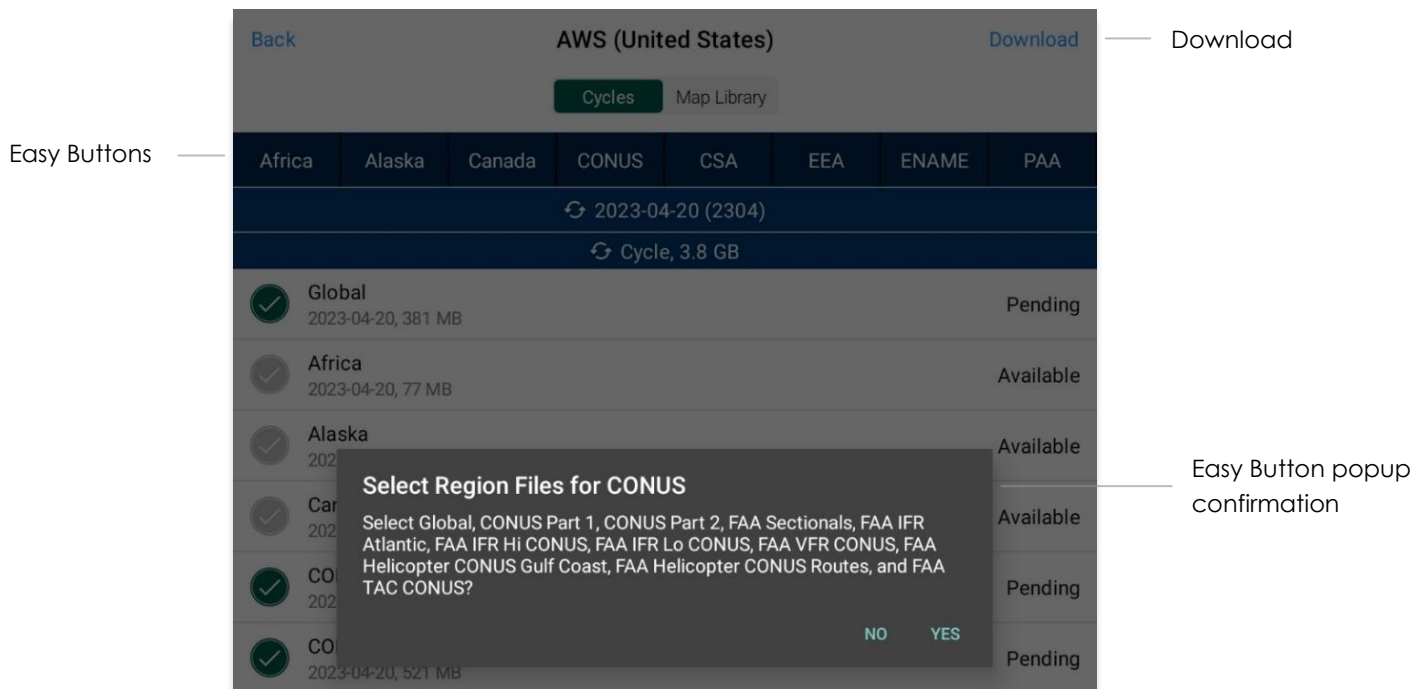 Back
AWS (United States)
Download
Download
Cycles
Map Library
Easy Buttons
Africa
Alaska
Canada
CONUS
CSA
EEA
ENAME
PAA
2023-04-20 (2304)
Cycle, 3.8 GB
Global
2023-04-20, 381 MB
Pending
Africa
2023-04-20, 77 MB
Available
Alaska
202
Available
Available
Select Region Files for CONUS
Select Global, CONUS Part 1, CONUS Part 2, FAA Sectionals, FAA IFR
Atlantic, FAA IFR Hi CONUS, FAA IFR Lo CONUS, FAA VFR CONUS, FAA
Helicopter CONUS Gulf Coast, FAA Helicopter CONUS Routes, and FAA
TAC CONUS?
NO
YES
Easy Button popup
confirmation
202
CO
202
Pending
CO
2023-04-20, 521 MB
Pending